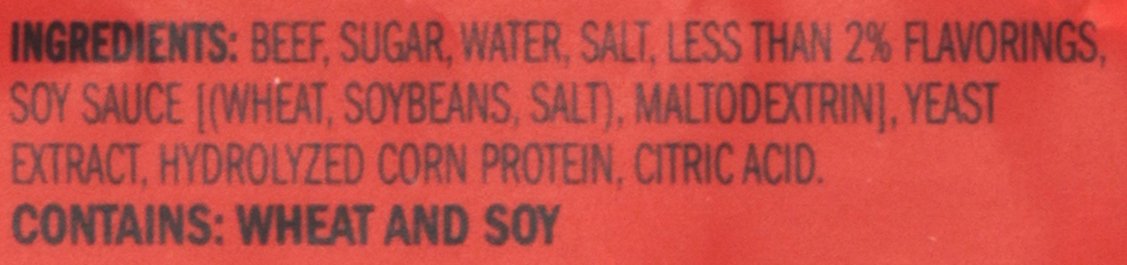 INGREDIENTS: BEEF, SUGAR, WATER, SALT, LESS THAN 2% FLAVORINGS,
SOY SAUCE [(WHEAT, SOYBEANS, SALT), MALTODEXTRIN], YEAST
EXTRACT, HYDROLYZED CORN PROTEIN, CITRIC ACID.
CONTAINS: WHEAT AND SOY